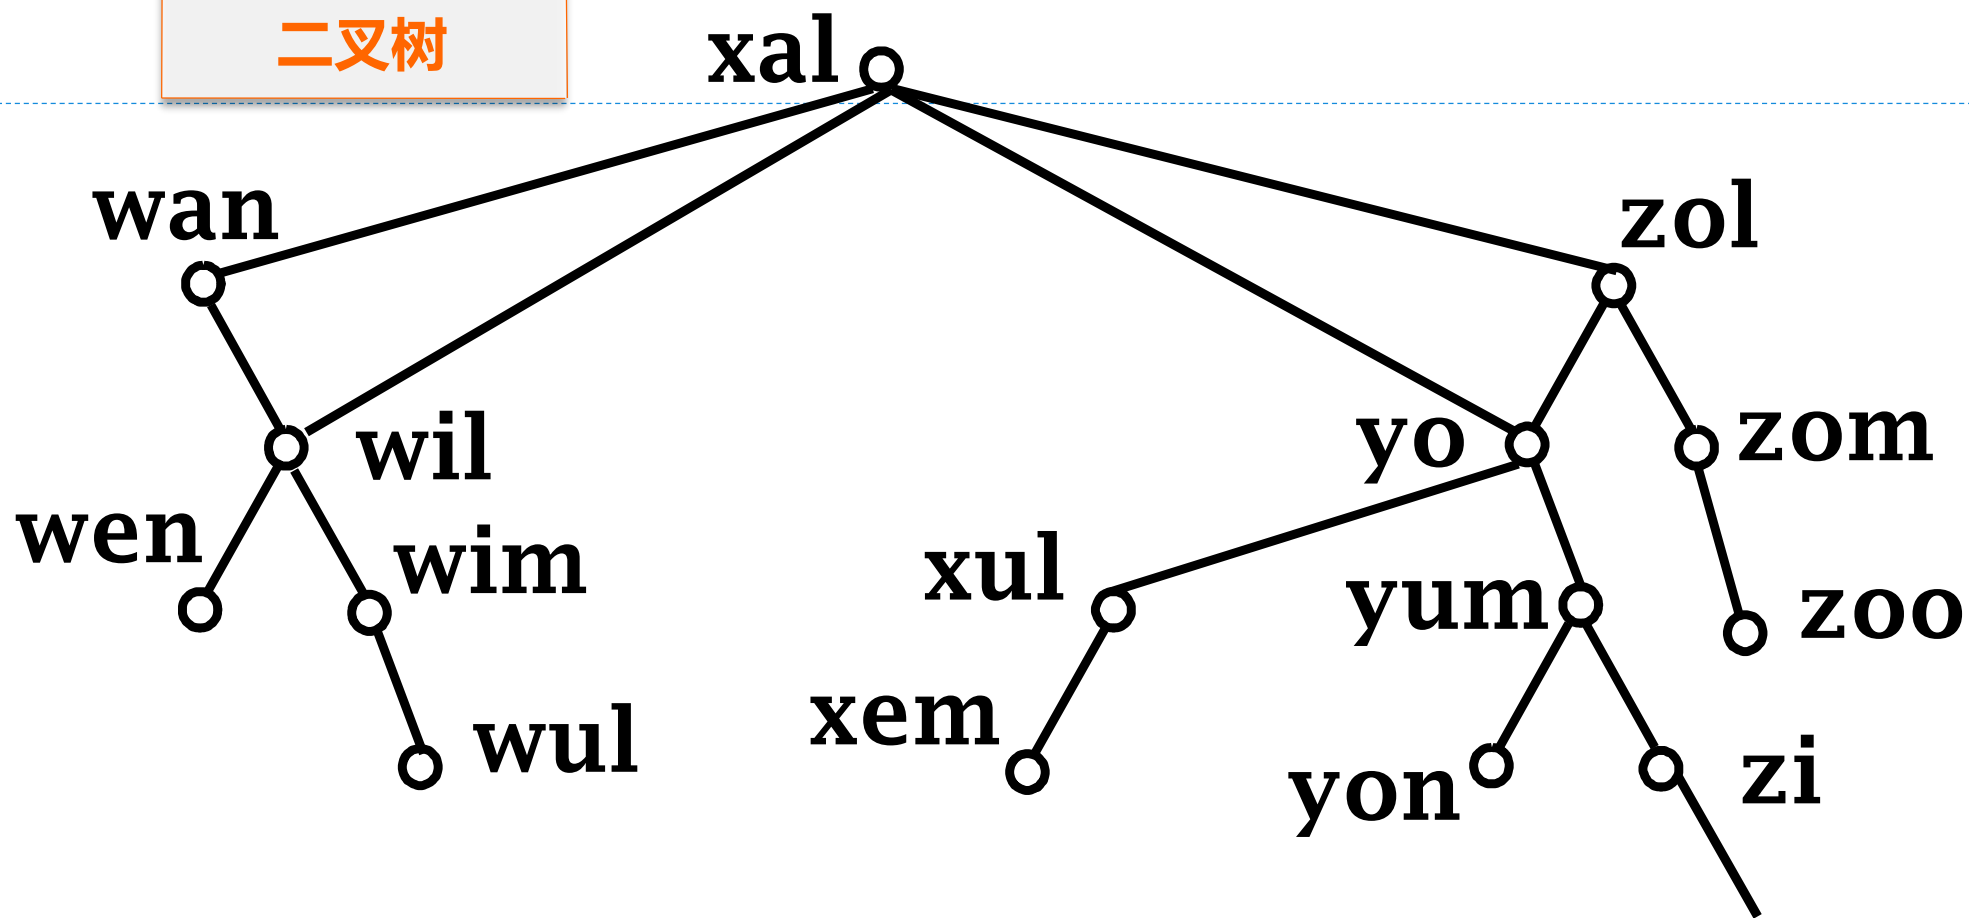 二叉树
xal
wan
zol
wil
yo
zom
wen
wim
xul
yum
zoo
xem
wul
yon
zi